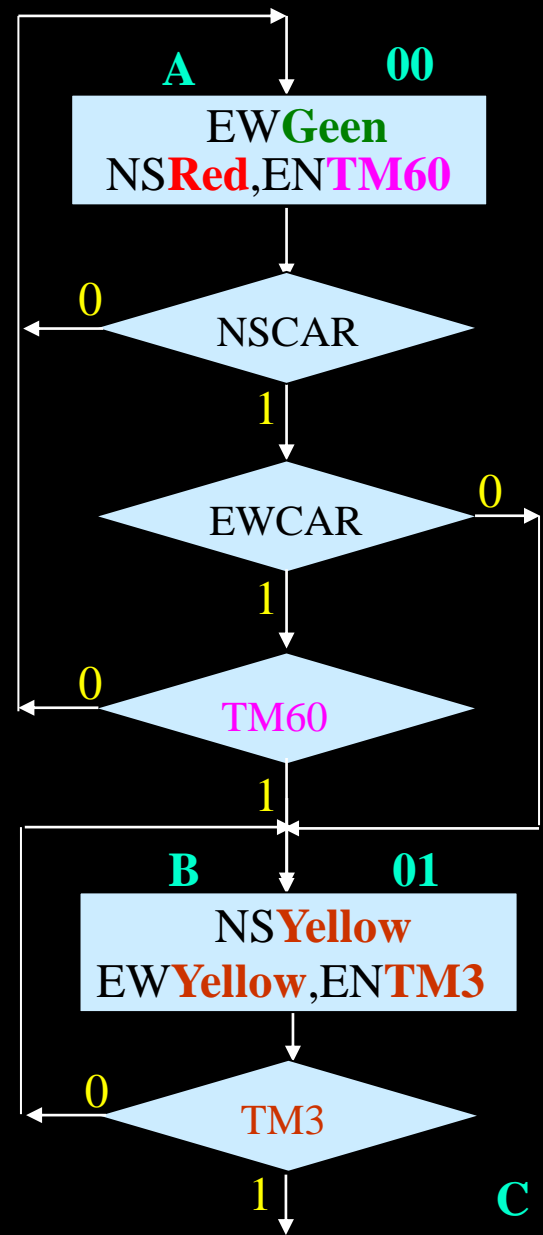 A 00
EWGeen
NSRed,ENTM60
0
NSCAR
1
EWCAR
0
1
0
TM60
1
B 01
NSYellow
EWYellow,ENTM3
0
TM3
1
C